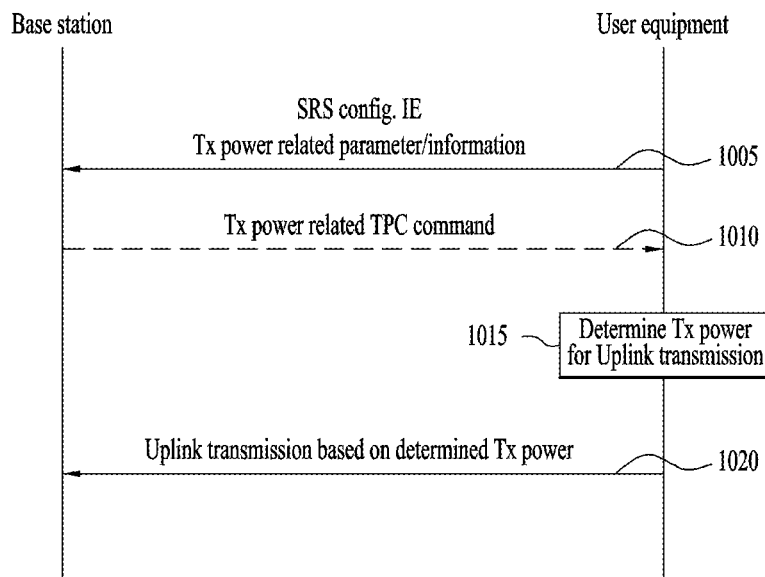 Base station
User equipment
SRS config. IE
Tx power related parameter/information
1005
Tx power related TPC command
1010
1015
Determine Tx power
for Uplink transmission
Uplink transmission based on determined Tx power
1020